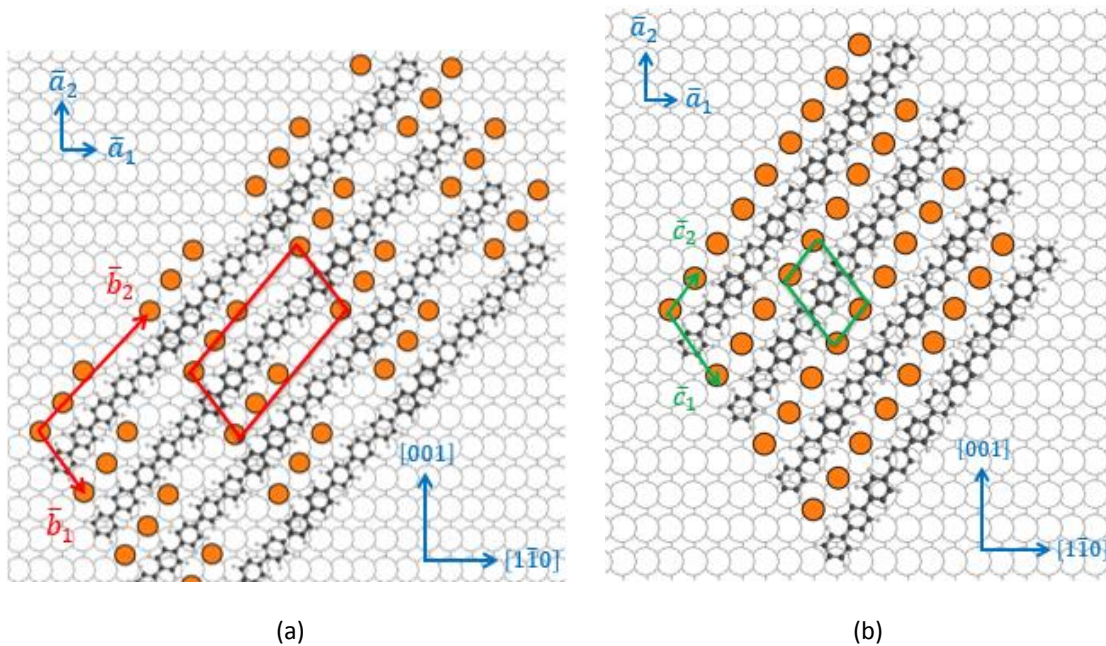 ā₂
ā₁
b̄₂
b̄₁
[001]
[11̄0]
(a)
ā₂
ā₁
c̄₂
c̄₁
[001]
[11̄0]
(b)